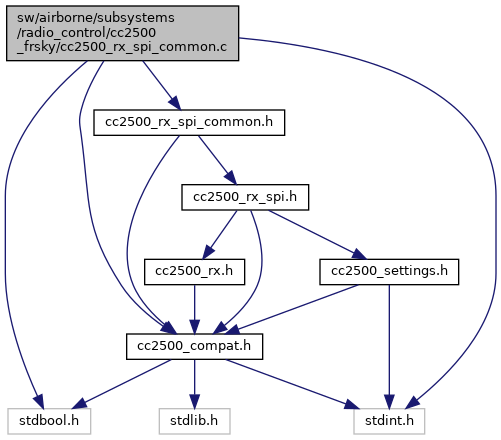 sw/airborne/subsystems
/radio_control/cc2500
_frsky/cc2500_rx_spi_common.c
cc2500_rx_spi_common.h
cc2500_rx_spi.h
cc2500_rx.h
cc2500_settings.h
cc2500_compat.h
stdbool.h
stdlib.h
stdint.h